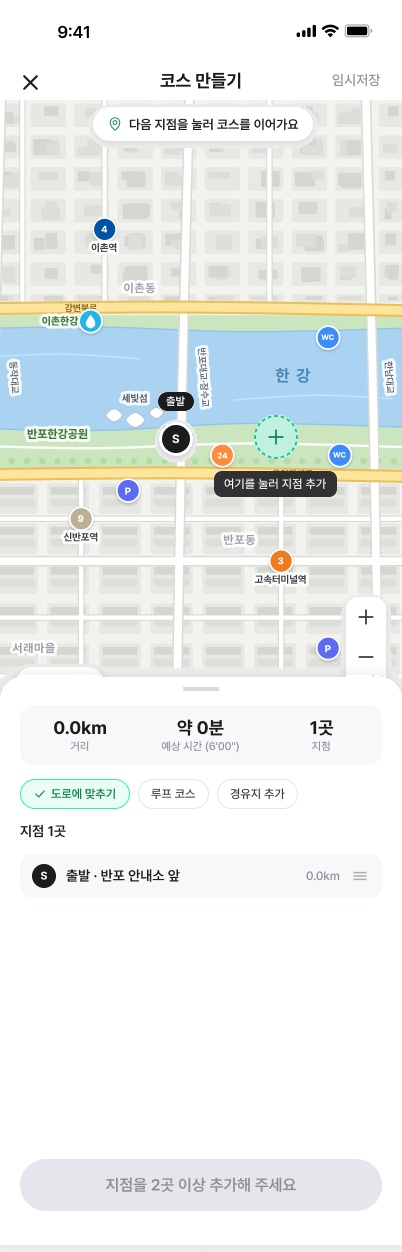 9:41
코스 만들기
임시저장
다음 지점을 눌러 코스를 이어가요
4
이촌역
이촌동
강변북로
이촌한강
WC
동작대교
반포대교·잠수교
한강
한남대교
세빛섬
출발
S
반포한강공원
24
WC
여기를 눌러 지점 추가
P
9
신반포역
반포동
3
고속터미널역
서래마을
P
0.0km
거리
약 0분
예상 시간 (6'00")
1곳
지점
도로에 맞추기
루프 코스
경유지 추가
지점 1곳
S
출발 · 반포 안내소 앞
0.0km
지점을 2곳 이상 추가해 주세요